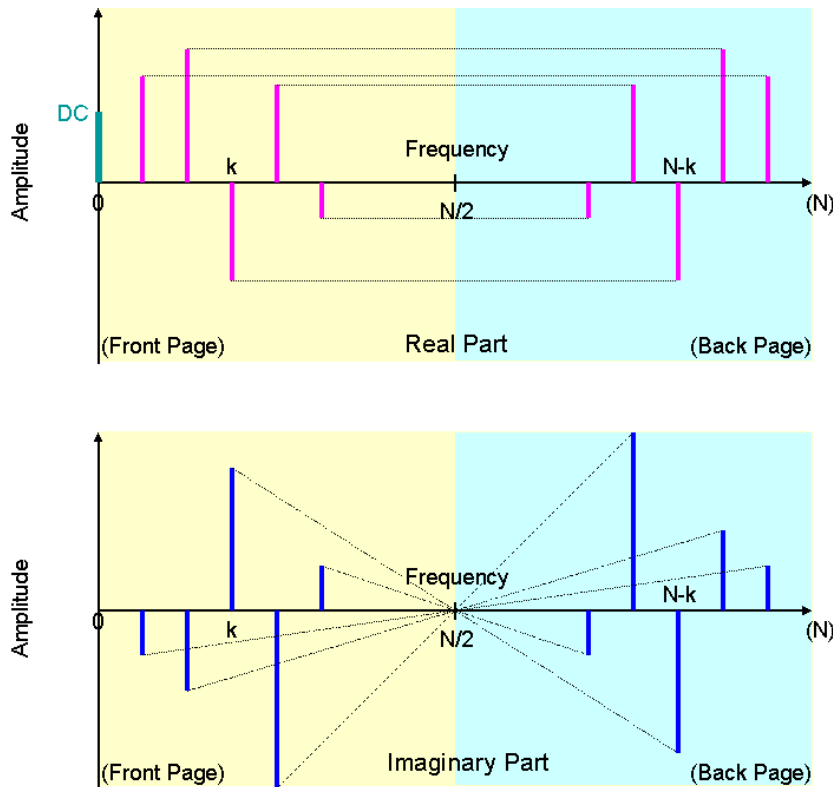 DC
Amplitude
k
Frequency
N-k
0
N/2
(N)
(Front Page)
Real Part
(Back Page)
Amplitude
Frequency
N-k
0
k
N/2
(N)
(Front Page)
Imaginary Part
(Back Page)